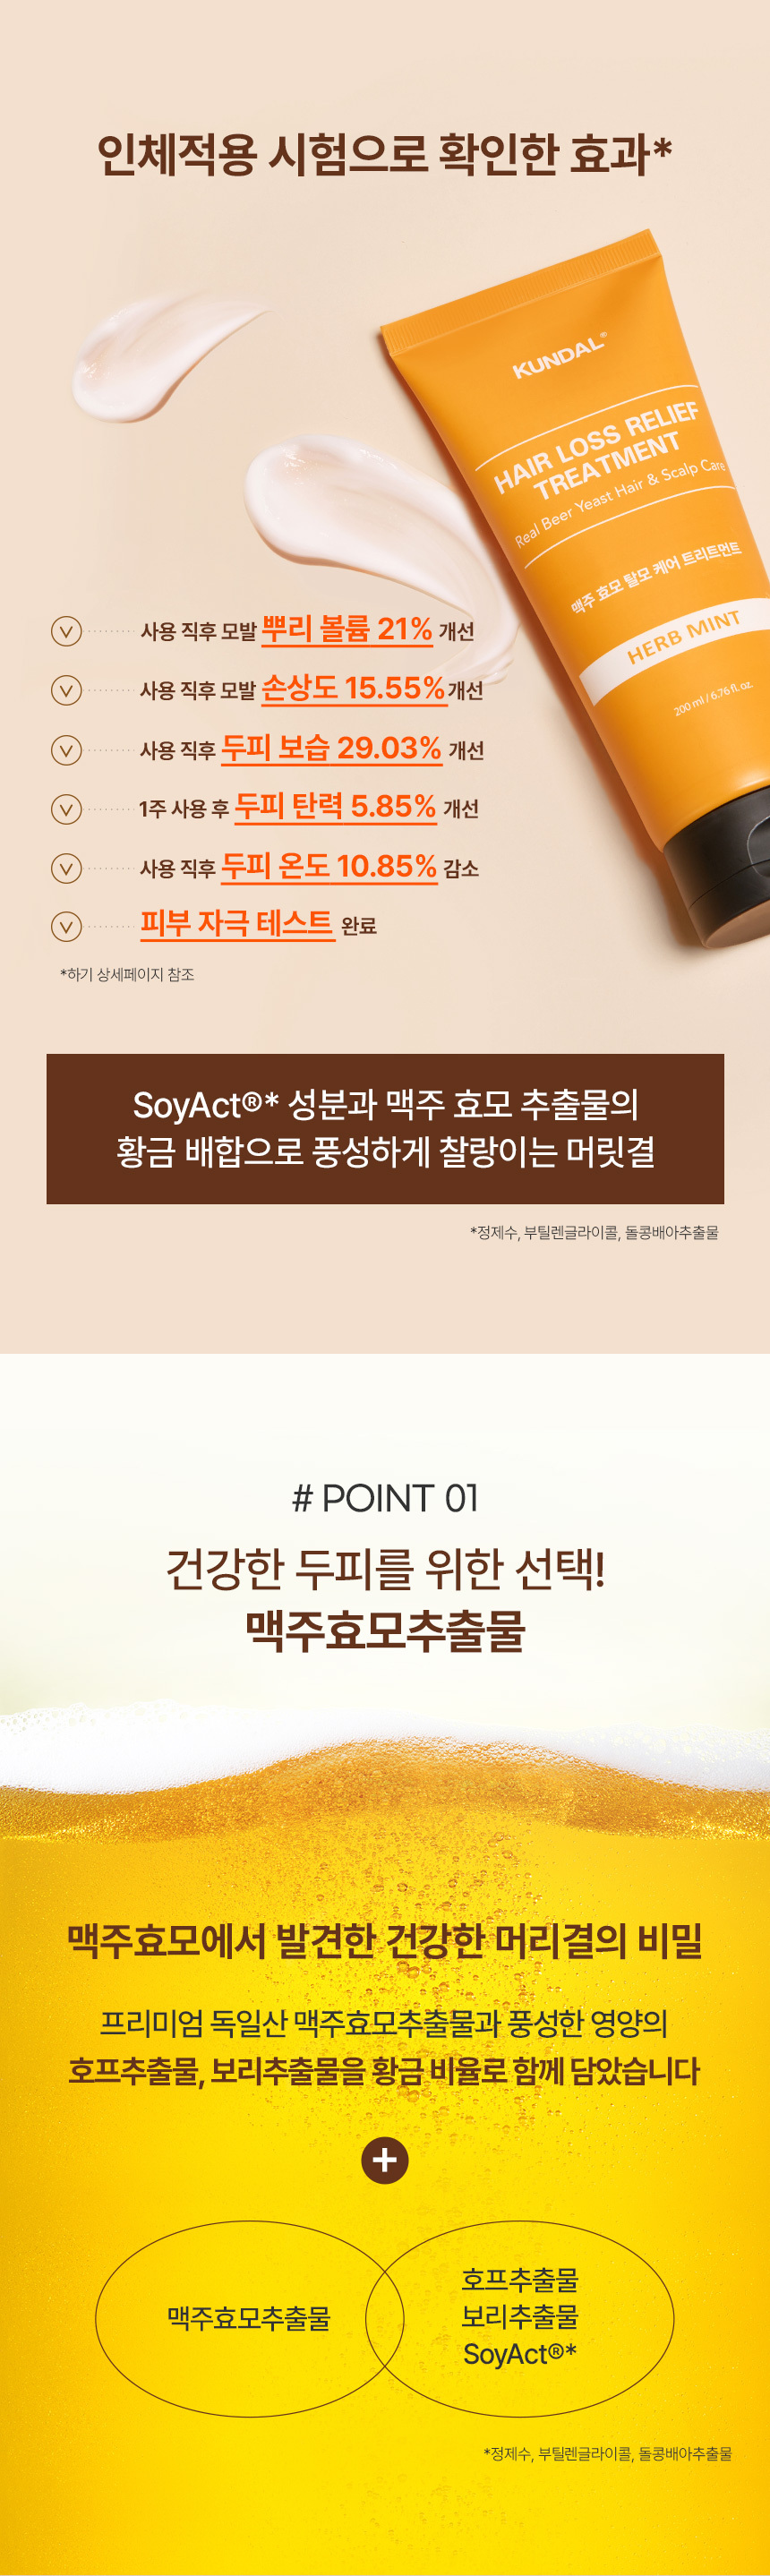 인체적용 시험으로 확인한 효과*
KUNDAL®
HAIR LOSS RELIEF
TREATMENT
Real Beer Yeast Hair & Scalp Care
맥주 효모 탈모 케어 트리트먼트
HERB MINT
200 ml / 6.76 fl. oz.
사용 직후 모발 뿌리 볼륨 21% 개선
사용 직후 모발 손상도 15.55% 개선
사용 직후 두피 보습 29.03% 개선
1주 사용 후 두피 탄력 5.85% 개선
사용 직후 두피 온도 10.85% 감소
피부 자극 테스트 완료
*하기 상세페이지 참조
SoyAct®* 성분과 맥주 효모 추출물의
황금 배합으로 풍성하게 찰랑이는 머릿결
*정제수, 부틸렌글라이콜, 돌콩배아추출물
# POINT 01
건강한 두피를 위한 선택!
맥주효모추출물
맥주효모에서 발견한 건강한 머리결의 비밀
프리미엄 독일산 맥주효모추출물과 풍성한 영양의
호프추출물, 보리추출물을 황금 비율로 함께 담았습니다
+
맥주효모추출물
호프추출물
보리추출물
SoyAct®*
*정제수, 부틸렌글라이콜, 돌콩배아추출물